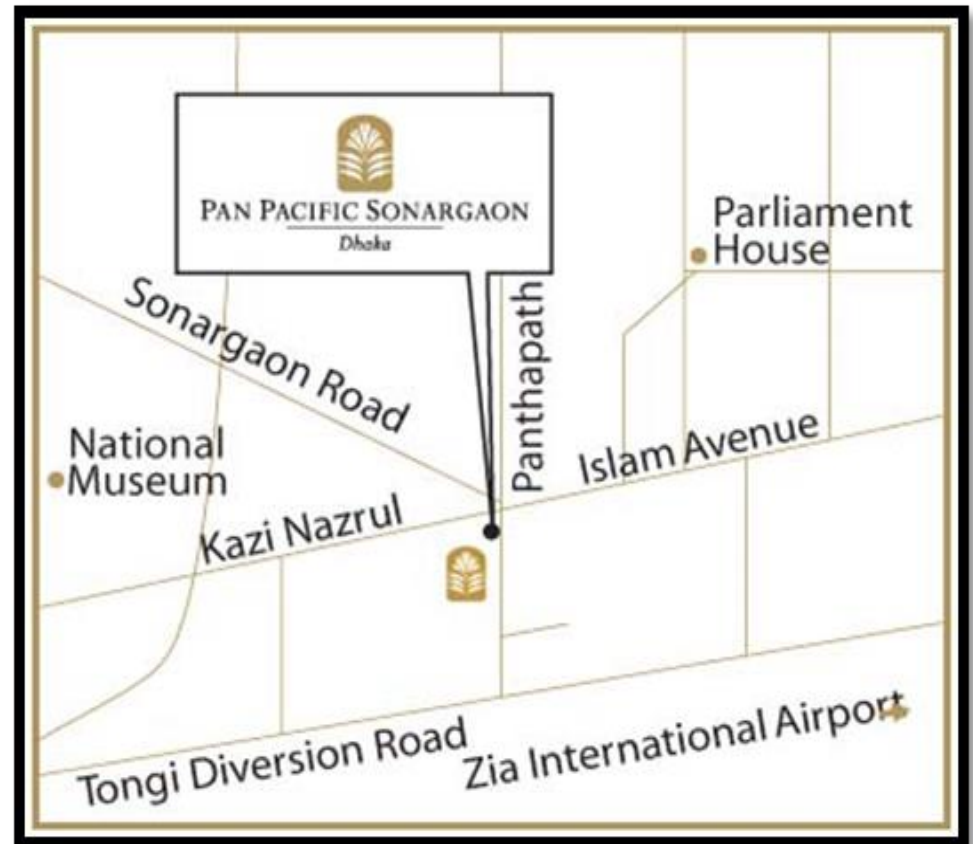 PAN PACIFIC SONARGAON
Dhaka
Parliament
House
Sonargaon Road
Panthapath
National
Museum
Kazi Nazrul Islam Avenue
Tongi Diversion Road
Zia International Airport